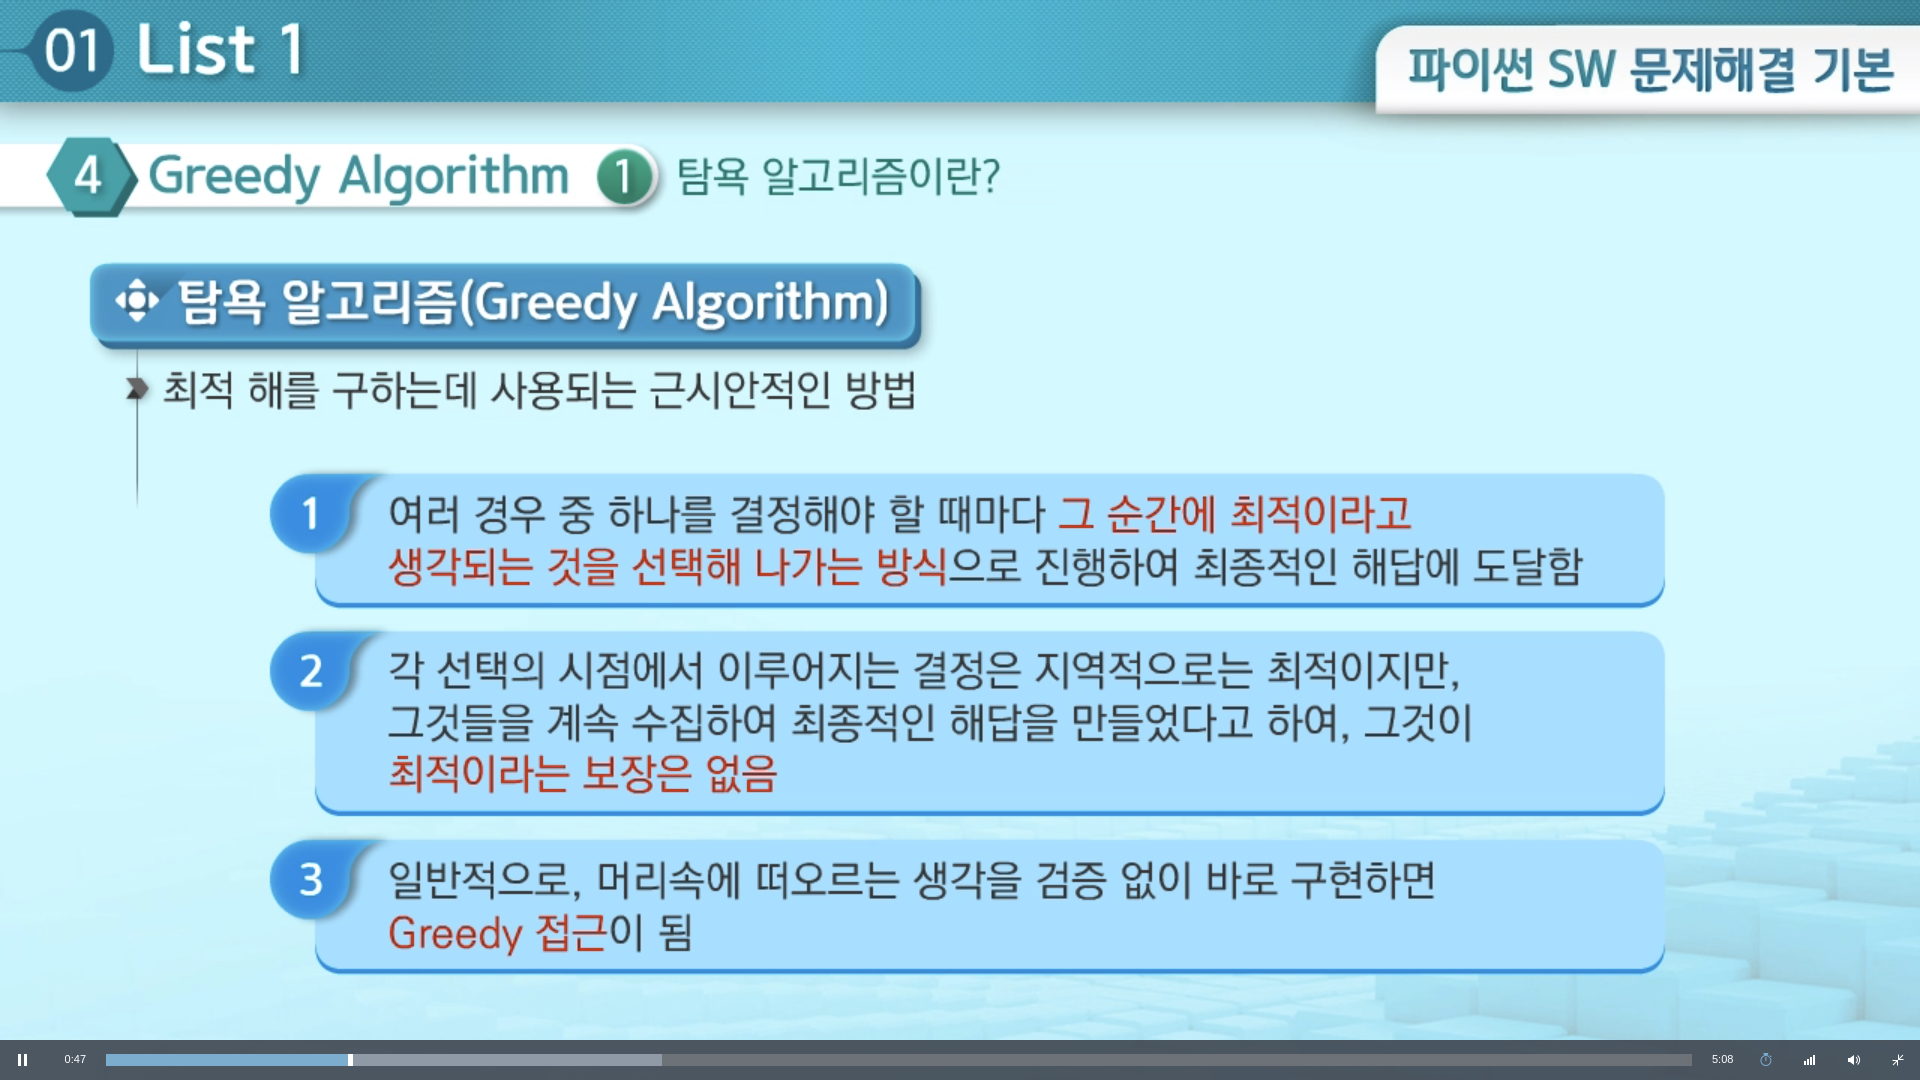 01 List 1
파이썬 SW 문제해결 기본
4 Greedy Algorithm 1 탐욕 알고리즘이란?
탐욕 알고리즘(Greedy Algorithm)
최적 해를 구하는데 사용되는 근시안적인 방법
1 여러 경우 중 하나를 결정해야 할 때마다 그 순간에 최적이라고
생각되는 것을 선택해 나가는 방식으로 진행하여 최종적인 해답에 도달함
2 각 선택의 시점에서 이루어지는 결정은 지역적으로는 최적이지만,
그것들을 계속 수집하여 최종적인 해답을 만들었다고 하여, 그것이
최적이라는 보장은 없음
3 일반적으로, 머리속에 떠오르는 생각을 검증 없이 바로 구현하면
Greedy 접근이 됨
0:47 5:08